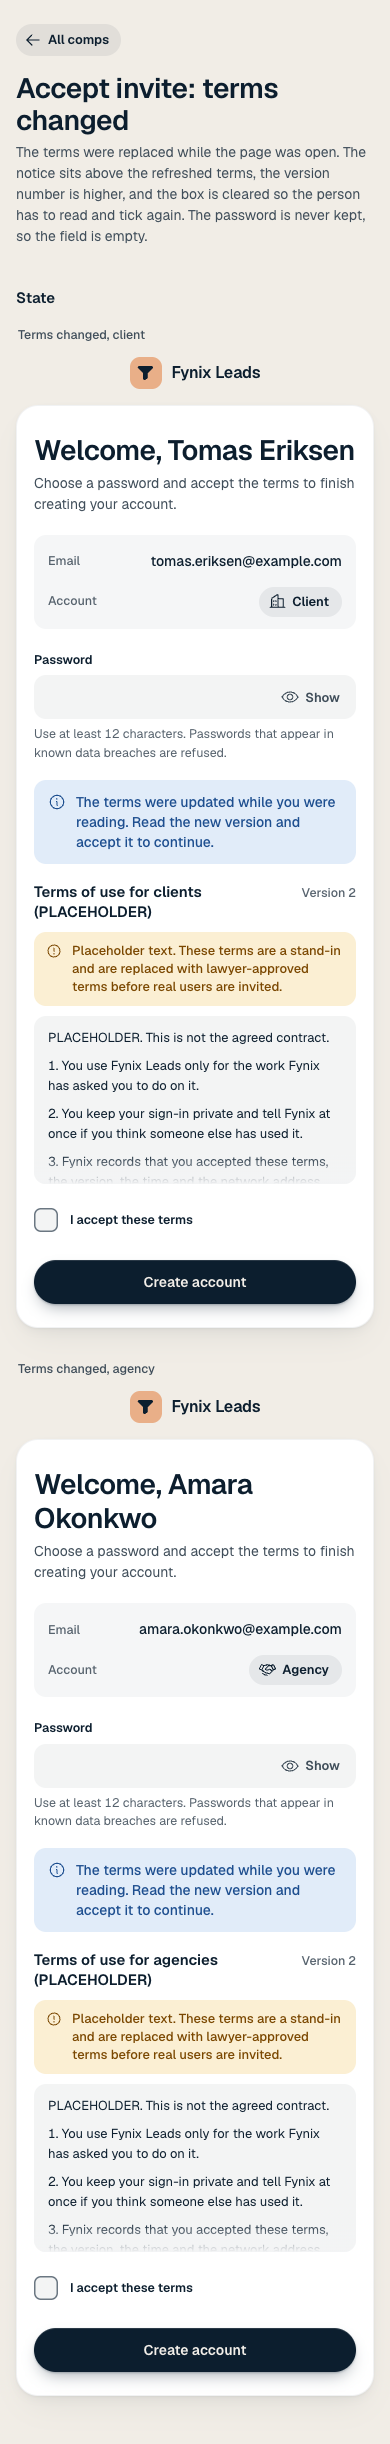 All comps
Accept invite: terms
changed
The terms were replaced while the page was open. The
notice sits above the refreshed terms, the version
number is higher, and the box is cleared so the person
has to read and tick again. The password is never kept,
so the field is empty.
State
Terms changed, client
Fynix Leads
Welcome, Tomas Eriksen
Choose a password and accept the terms to finish
creating your account.
Email tomas.eriksen@example.com
Account Client
Password
Show
Use at least 12 characters. Passwords that appear in
known data breaches are refused.
The terms were updated while you were
reading. Read the new version and
accept it to continue.
Terms of use for clients Version 2
(PLACEHOLDER)
Placeholder text. These terms are a stand-in
and are replaced with lawyer-approved
terms before real users are invited.
PLACEHOLDER. This is not the agreed contract.
1. You use Fynix Leads only for the work Fynix
has asked you to do on it.
2. You keep your sign-in private and tell Fynix at
once if you think someone else has used it.
3. Fynix records that you accepted these terms,
the version, the time and the network address
I accept these terms
Create account
Terms changed, agency
Fynix Leads
Welcome, Amara
Okonkwo
Choose a password and accept the terms to finish
creating your account.
Email amara.okonkwo@example.com
Account Agency
Password
Show
Use at least 12 characters. Passwords that appear in
known data breaches are refused.
The terms were updated while you were
reading. Read the new version and
accept it to continue.
Terms of use for agencies Version 2
(PLACEHOLDER)
Placeholder text. These terms are a stand-in
and are replaced with lawyer-approved
terms before real users are invited.
PLACEHOLDER. This is not the agreed contract.
1. You use Fynix Leads only for the work Fynix
has asked you to do on it.
2. You keep your sign-in private and tell Fynix at
once if you think someone else has used it.
3. Fynix records that you accepted these terms,
the version, the time and the network address
I accept these terms
Create account